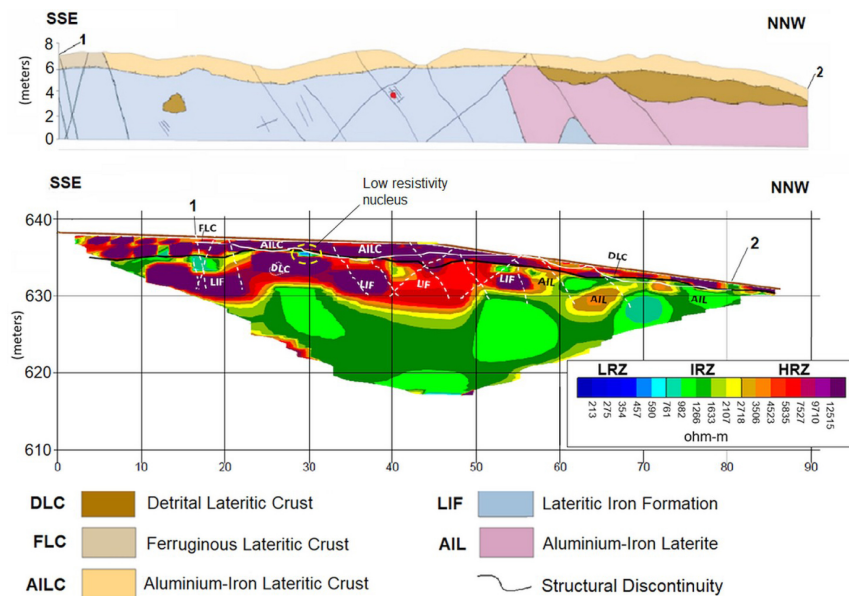 SSE
NNW
8
6
4
2
0
(meters)
1
2
SSE
NNW
Low resistivity
nucleus
1
2
640
630
620
610
(meters)
FLC
AILC
AILC
DLC
DLC
LIF
LIF
LIF
LIF
AIL
AIL
AIL
LRZ IRZ HRZ
213 275 354 457 590 761 982 1266 1633 2107 2718 3506 4523 5835 7527 9710 12515
ohm-m
0 10 20 30 40 50 60 70 80 90
DLC Detrital Lateritic Crust
FLC Ferruginous Lateritic Crust
AILC Aluminium-Iron Lateritic Crust
LIF Lateritic Iron Formation
AIL Aluminium-Iron Laterite
Structural Discontinuity